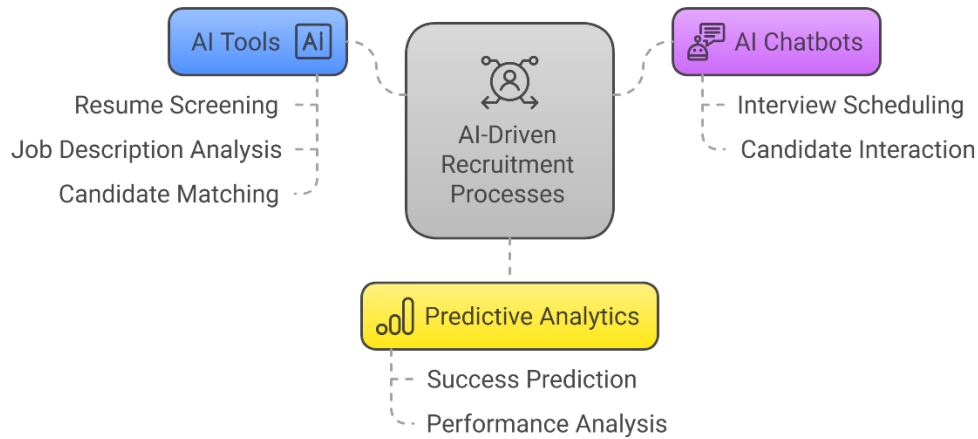 AI Tools Ai
Resume Screening
Job Description Analysis
Candidate Matching
AI-Driven
Recruitment
Processes
AI Chatbots
Interview Scheduling
Candidate Interaction
Predictive Analytics
Success Prediction
Performance Analysis